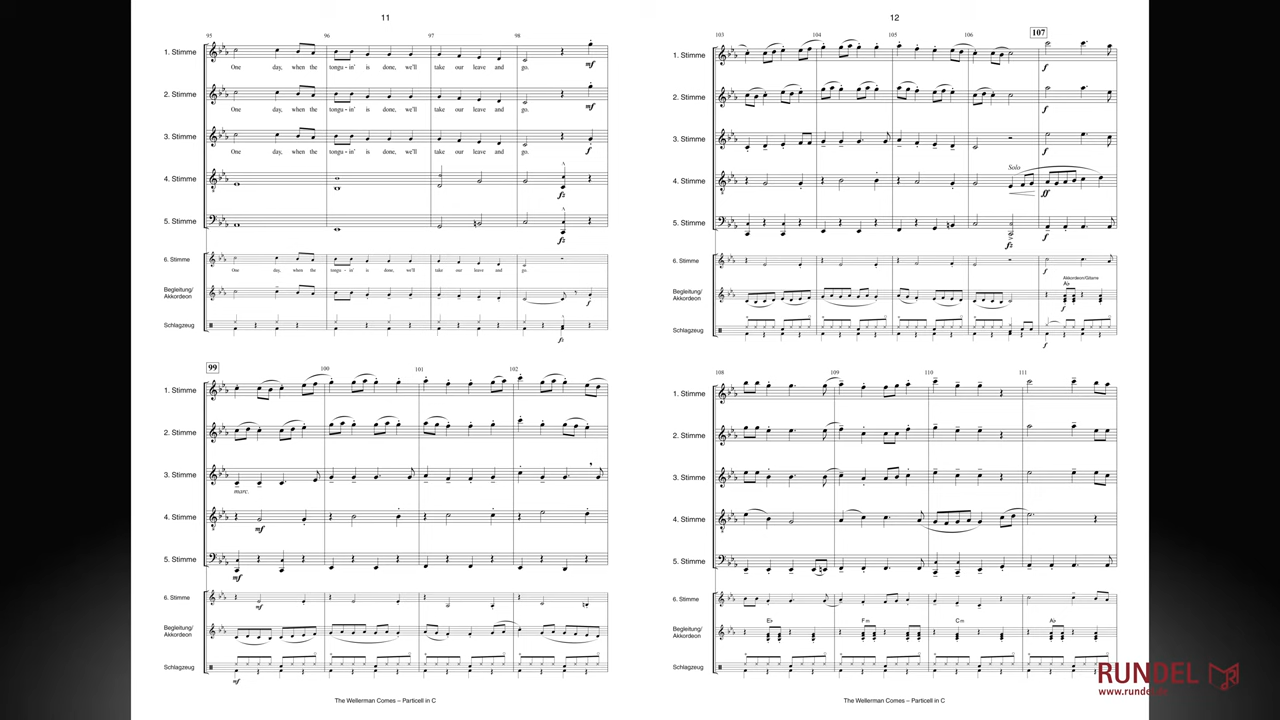 11
95 96 97 98
1. Stimme
mf
One day, when the tongu - in' is done, we'll take our leave and go.
2. Stimme
mf
One day, when the tongu - in' is done, we'll take our leave and go.
3. Stimme
f
One day, when the tongu - in' is done, we'll take our leave and go.
4. Stimme
fz
5. Stimme
fz
6. Stimme
One day, when the tongu - in' is done, we'll take our leave and go.
Begleitung/
Akkordeon
f
Schlagzeug
99 100 101 102
1. Stimme
2. Stimme
3. Stimme
marc.
4. Stimme
mf
5. Stimme
mf
6. Stimme
mf
Begleitung/
Akkordeon
Schlagzeug
mf
The Wellerman Comes – Particell in C
12
103 104 105 106 107
1. Stimme
f
2. Stimme
f
3. Stimme
f
Solo
4. Stimme
ff
5. Stimme
fz f
6. Stimme
f
Akkordeon/Gitarre
A♭
Begleitung/
Akkordeon
f
Schlagzeug
f
108 109 110 111
1. Stimme
2. Stimme
3. Stimme
4. Stimme
5. Stimme
6. Stimme
E♭ Fm Cm A♭
Begleitung/
Akkordeon
Schlagzeug
The Wellerman Comes – Particell in C
RUNDEL